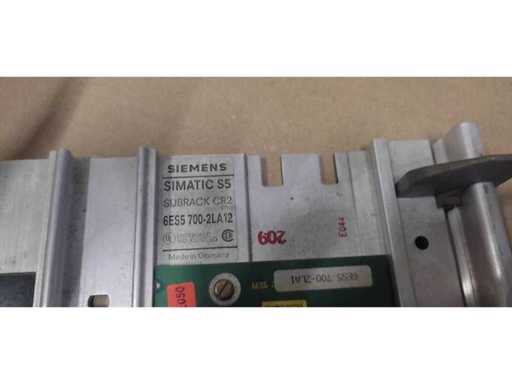 SIEMENS
SIMATIC S5
SUBRACK CR2
6ES5 700-2LA12
Made in Germany
209
E044
6ES5 700-2LA1